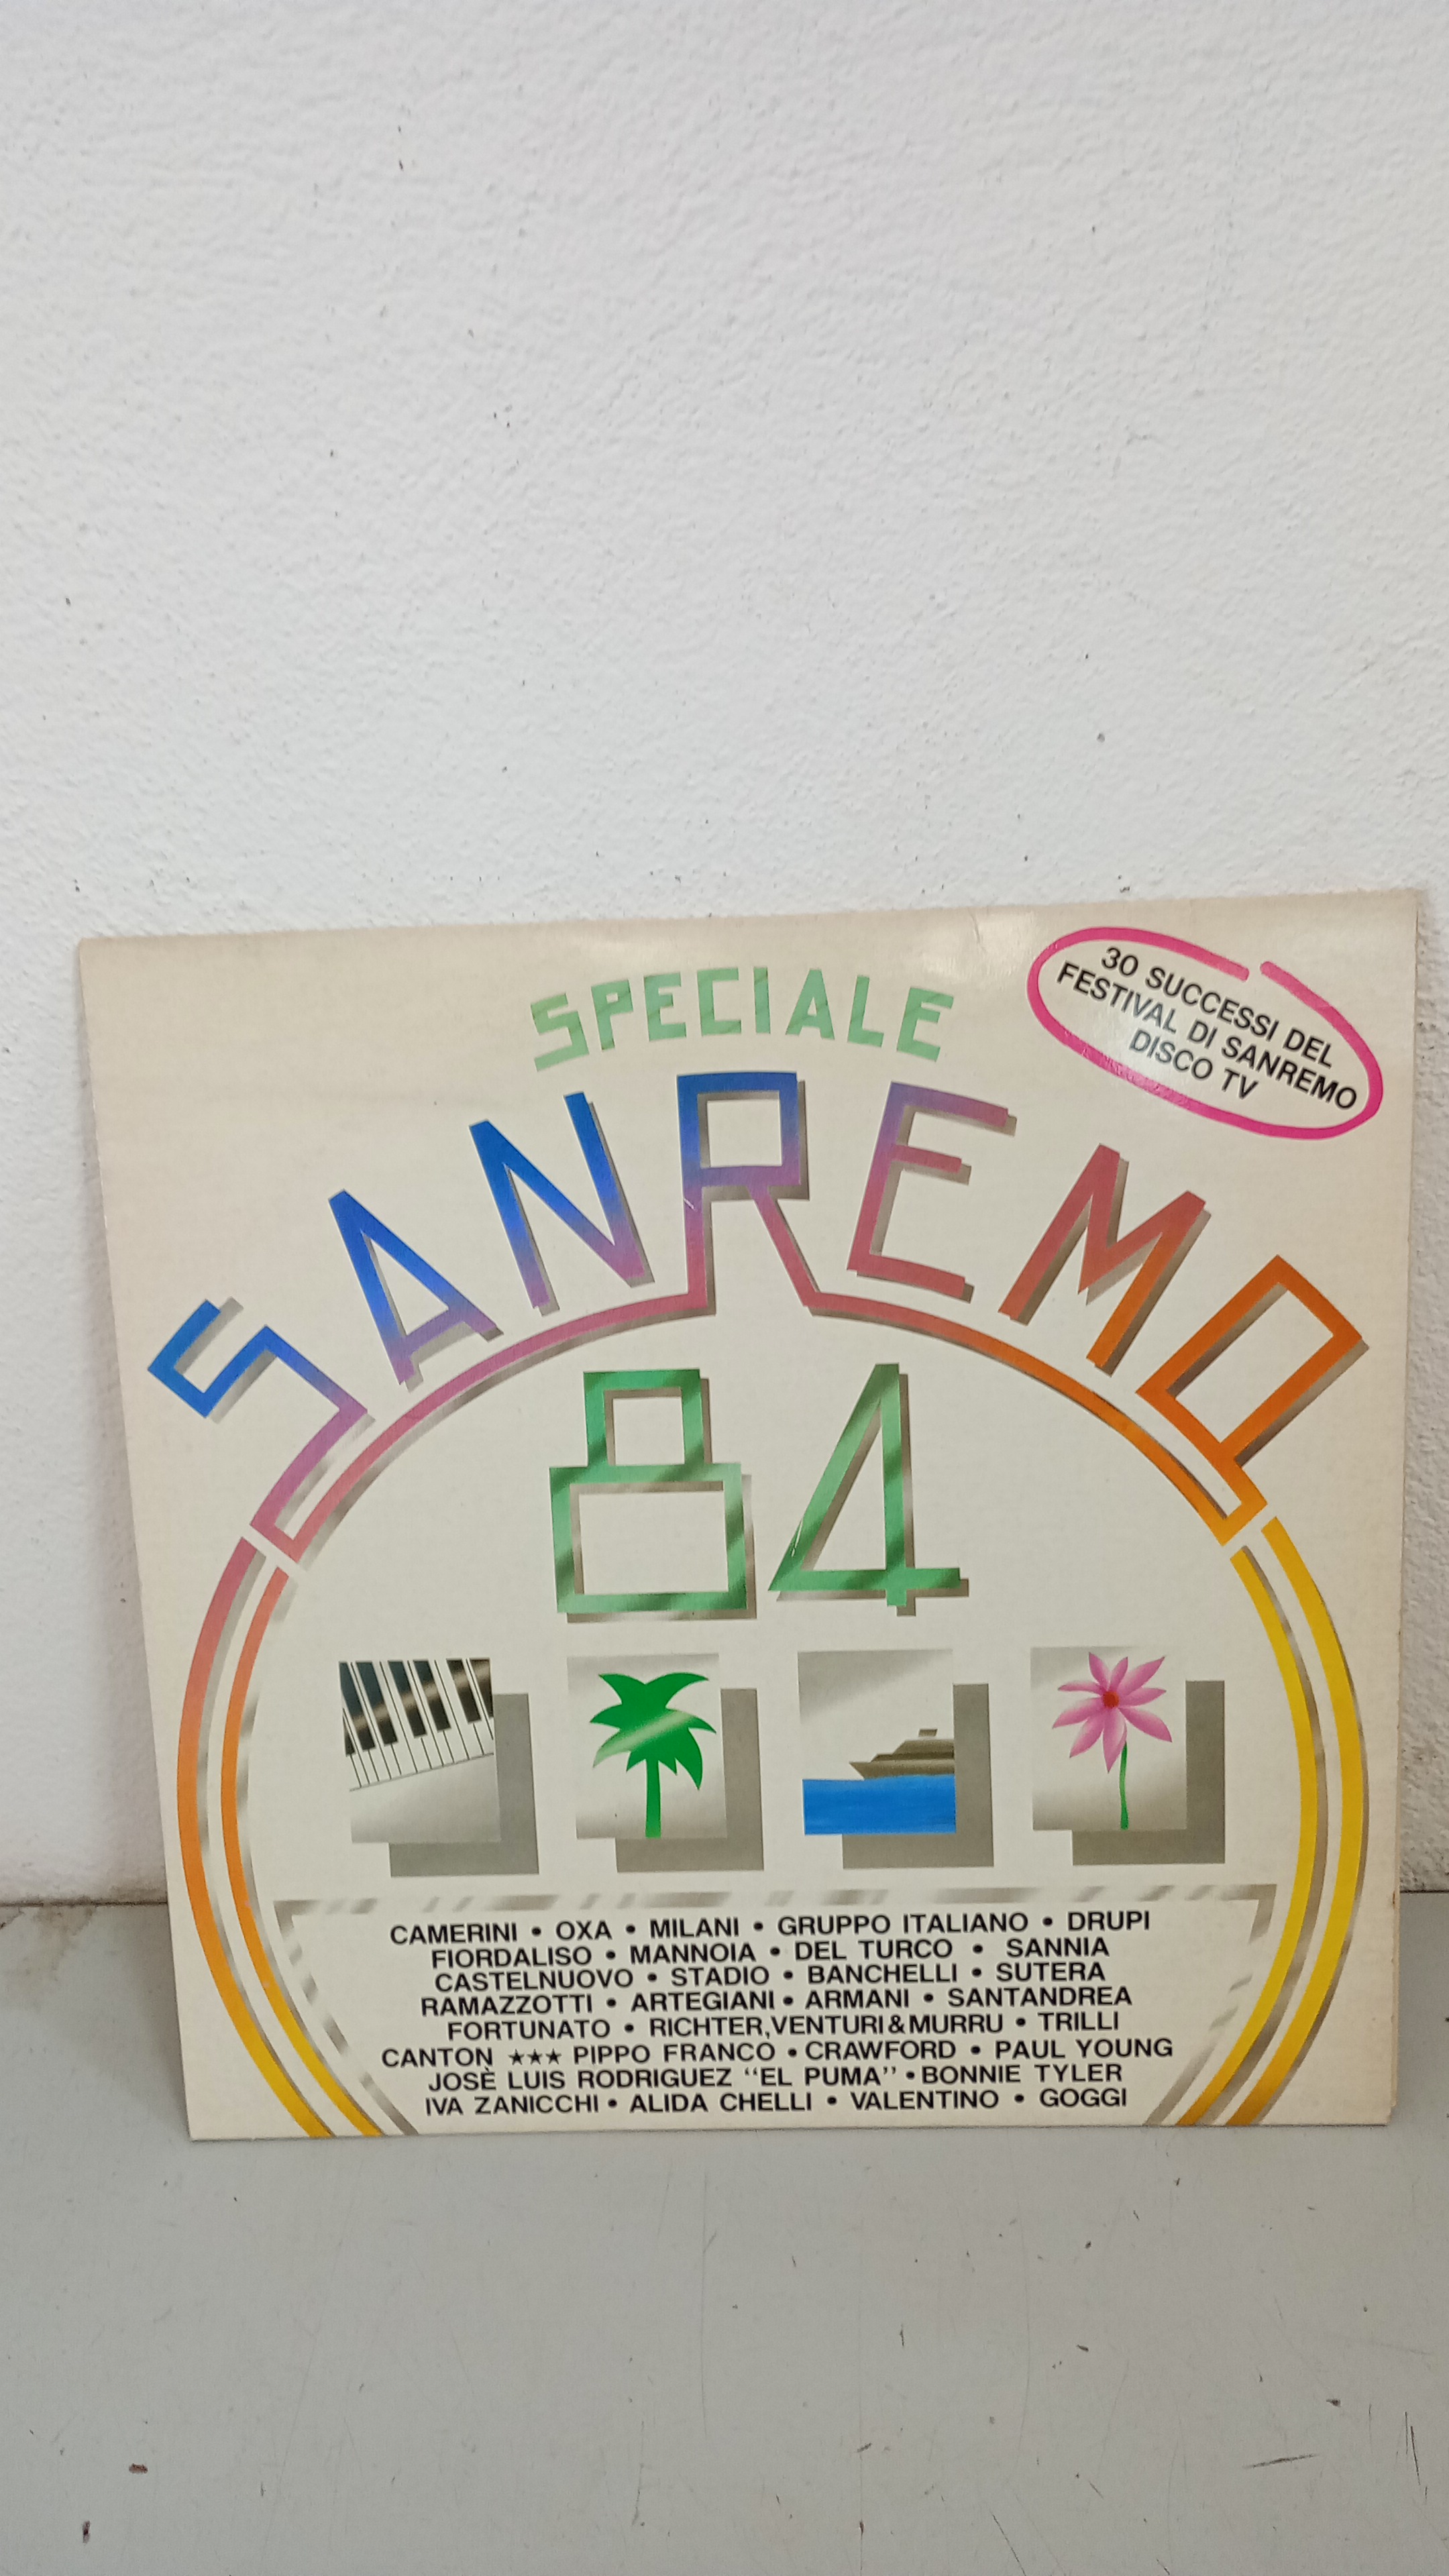 SPECIALE
30 SUCCESSI DEL
FESTIVAL DI SANREMO
DISCO TV
SANREMO
84
CAMERINI • OXA • MILANI • GRUPPO ITALIANO • DRUPI
FIORDALISO • MANNOIA • DEL TURCO • SANNIA
CASTELNUOVO • STADIO • BANCHELLI • SUTERA
RAMAZZOTTI • ARTEGIANI • ARMANI • SANTANDREA
FORTUNATO • RICHTER,VENTURI & MURRU • TRILLI
CANTON ★★★ PIPPO FRANCO • CRAWFORD • PAUL YOUNG
JOSÈ LUIS RODRIGUEZ “EL PUMA” • BONNIE TYLER
IVA ZANICCHI • ALIDA CHELLI • VALENTINO • GOGGI